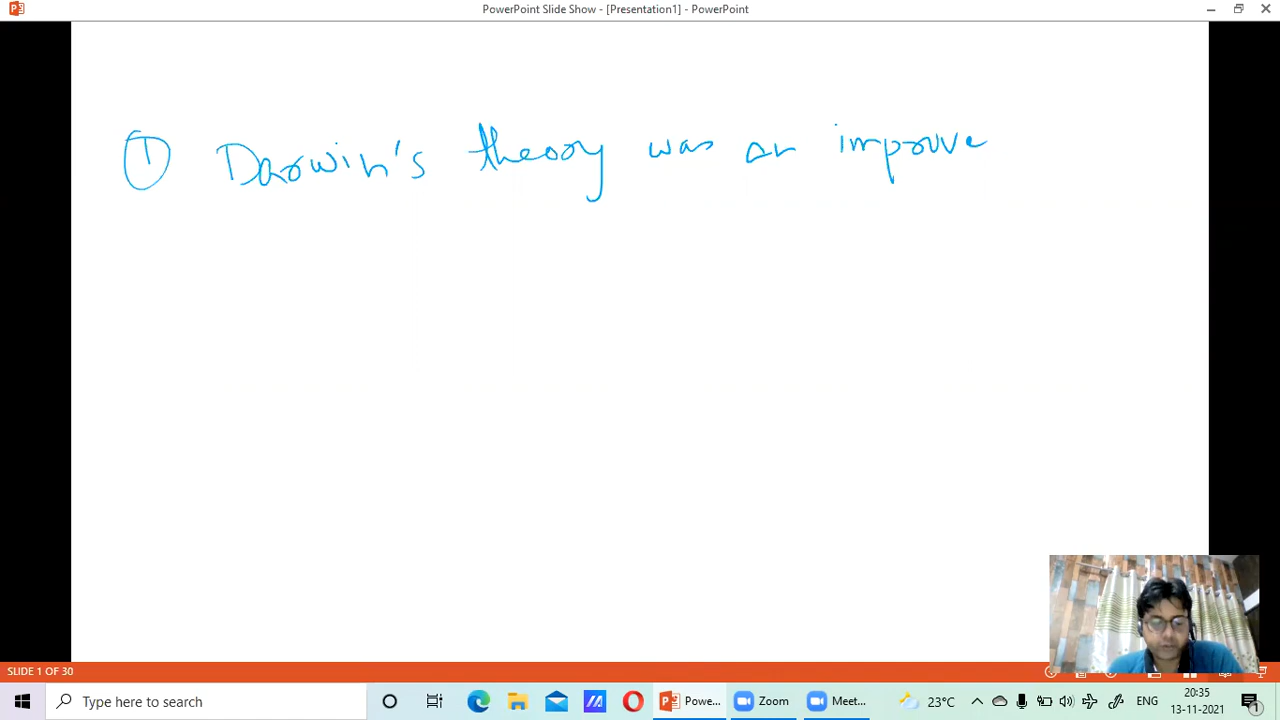 PowerPoint Slide Show - [Presentation1] - PowerPoint
① Darwin's theory was an improve
SLIDE 1 OF 30
Type here to search
Powe...
Zoom
Meet...
23°C
ENG
20:35
13-11-2021
1